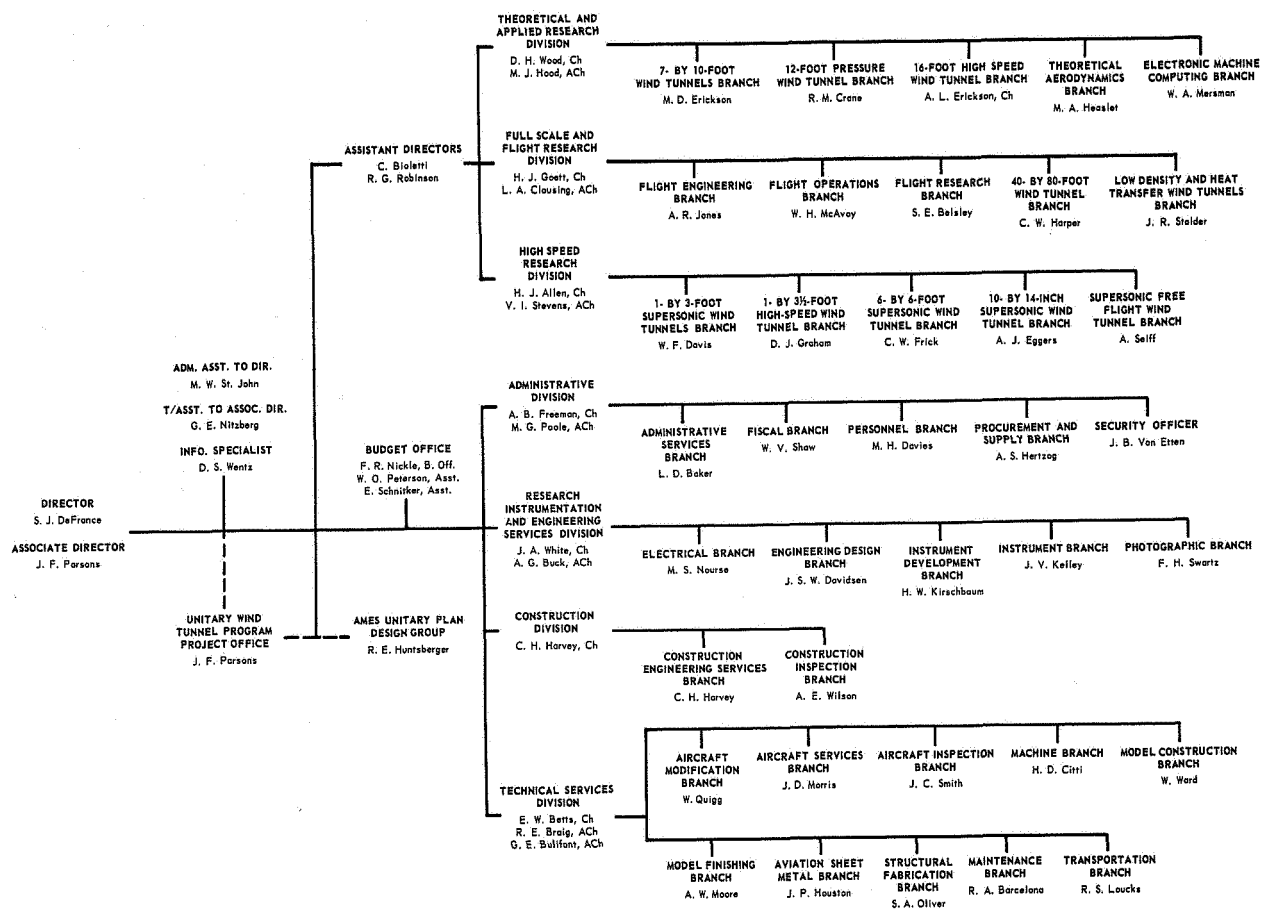 DIRECTOR
S. J. DeFrance
ASSOCIATE DIRECTOR
J. F. Parsons
ADM. ASST. TO DIR.
M. W. St. John
T/ASST. TO ASSOC. DIR.
G. E. Nitzberg
INFO. SPECIALIST
D. S. Wentz
UNITARY WIND
TUNNEL PROGRAM
PROJECT OFFICE
J. F. Parsons
ASSISTANT DIRECTORS
C. Bioletti
R. G. Robinson
BUDGET OFFICE
F. R. Nickle, B. Off.
W. O. Peterson, Asst.
E. Schnitker, Asst.
AMES UNITARY PLAN
DESIGN GROUP
R. E. Huntsberger
THEORETICAL AND
APPLIED RESEARCH
DIVISION
D. H. Wood, Ch
M. J. Hood, ACh
7- BY 10-FOOT
WIND TUNNELS BRANCH
M. D. Erickson
12-FOOT PRESSURE
WIND TUNNEL BRANCH
R. M. Crane
16-FOOT HIGH SPEED
WIND TUNNEL BRANCH
A. L. Erickson, Ch
THEORETICAL
AERODYNAMICS
BRANCH
M. A. Heaslet
ELECTRONIC MACHINE
COMPUTING BRANCH
W. A. Mersman
FULL SCALE AND
FLIGHT RESEARCH
DIVISION
H. J. Goett, Ch
L. A. Clousing, ACh
FLIGHT ENGINEERING
BRANCH
A. R. Jones
FLIGHT OPERATIONS
BRANCH
W. H. McAvoy
FLIGHT RESEARCH
BRANCH
S. E. Belsley
40- BY 80-FOOT
WIND TUNNEL
BRANCH
C. W. Harper
LOW DENSITY AND HEAT
TRANSFER WIND TUNNELS
BRANCH
J. R. Stalder
HIGH SPEED
RESEARCH
DIVISION
H. J. Allen, Ch
V. I. Stevens, ACh
1- BY 3-FOOT
SUPERSONIC WIND
TUNNELS BRANCH
W. F. Davis
1- BY 3½-FOOT
HIGH-SPEED WIND
TUNNEL BRANCH
D. J. Graham
6- BY 6-FOOT
SUPERSONIC WIND
TUNNEL BRANCH
C. W. Frick
10- BY 14-INCH
SUPERSONIC WIND
TUNNEL BRANCH
A. J. Eggers
SUPERSONIC FREE
FLIGHT WIND
TUNNEL BRANCH
A. Seiff
ADMINISTRATIVE
DIVISION
A. B. Freeman, Ch
M. G. Poole, ACh
ADMINISTRATIVE
SERVICES
BRANCH
L. D. Baker
FISCAL BRANCH
W. V. Shaw
PERSONNEL BRANCH
M. H. Davies
PROCUREMENT AND
SUPPLY BRANCH
A. S. Hertzog
SECURITY OFFICER
J. B. Van Etten
RESEARCH
INSTRUMENTATION
AND ENGINEERING
SERVICES DIVISION
J. A. White, Ch
A. G. Buck, ACh
ELECTRICAL BRANCH
M. S. Nourse
ENGINEERING DESIGN
BRANCH
J. S. W. Davidsen
INSTRUMENT
DEVELOPMENT
BRANCH
H. W. Kirschbaum
INSTRUMENT BRANCH
J. V. Kelley
PHOTOGRAPHIC BRANCH
F. H. Swartz
CONSTRUCTION
DIVISION
C. H. Harvey, Ch
CONSTRUCTION
ENGINEERING SERVICES
BRANCH
C. H. Harvey
CONSTRUCTION
INSPECTION
BRANCH
A. E. Wilson
TECHNICAL SERVICES
DIVISION
E. W. Betts, Ch
R. E. Braig, ACh
G. E. Bulifant, ACh
AIRCRAFT
MODIFICATION
BRANCH
W. Quigg
AIRCRAFT SERVICES
BRANCH
J. D. Morris
AIRCRAFT INSPECTION
BRANCH
J. C. Smith
MACHINE BRANCH
H. D. Citti
MODEL CONSTRUCTION
BRANCH
W. Ward
MODEL FINISHING
BRANCH
A. W. Moore
AVIATION SHEET
METAL BRANCH
J. P. Houston
STRUCTURAL
FABRICATION
BRANCH
S. A. Oliver
MAINTENANCE
BRANCH
R. A. Barcelona
TRANSPORTATION
BRANCH
R. S. Loucks